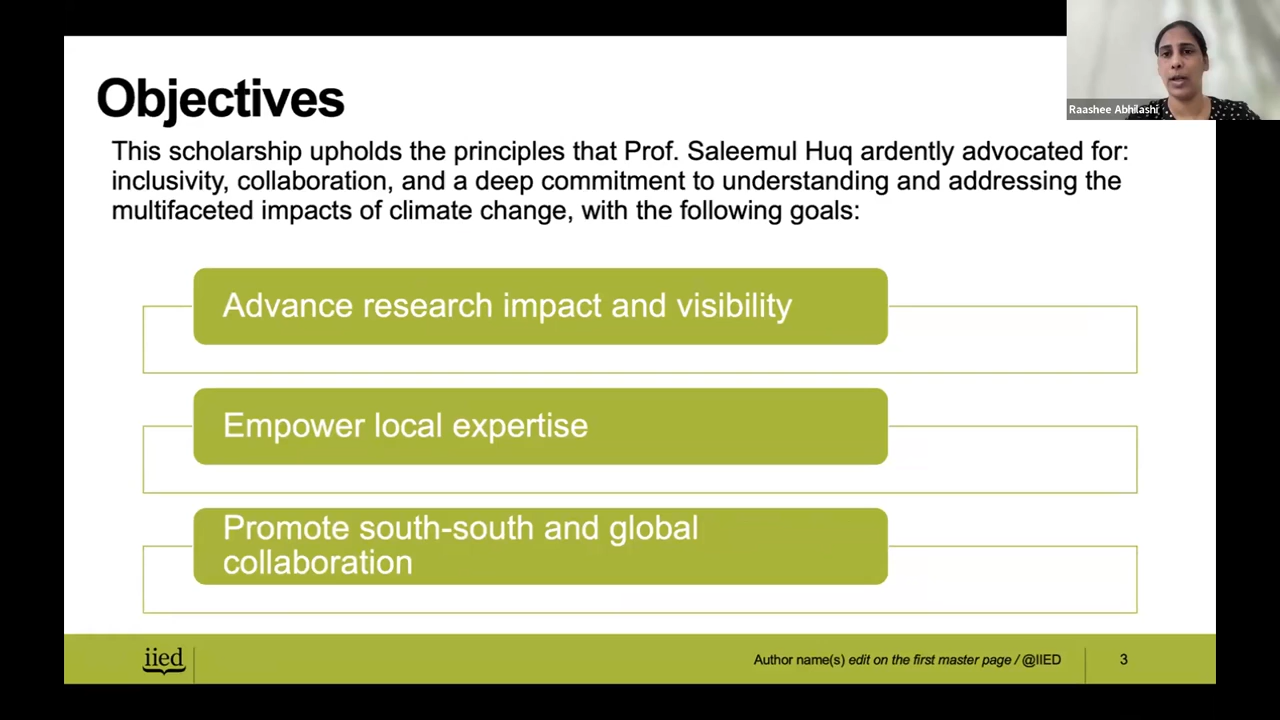 Objectives
This scholarship upholds the principles that Prof. Saleemul Huq ardently advocated for:
inclusivity, collaboration, and a deep commitment to understanding and addressing the
multifaceted impacts of climate change, with the following goals:
Advance research impact and visibility
Empower local expertise
Promote south-south and global
collaboration
iied
Author name(s) edit on the first master page / @IIED
3
Raashee Abhilashi